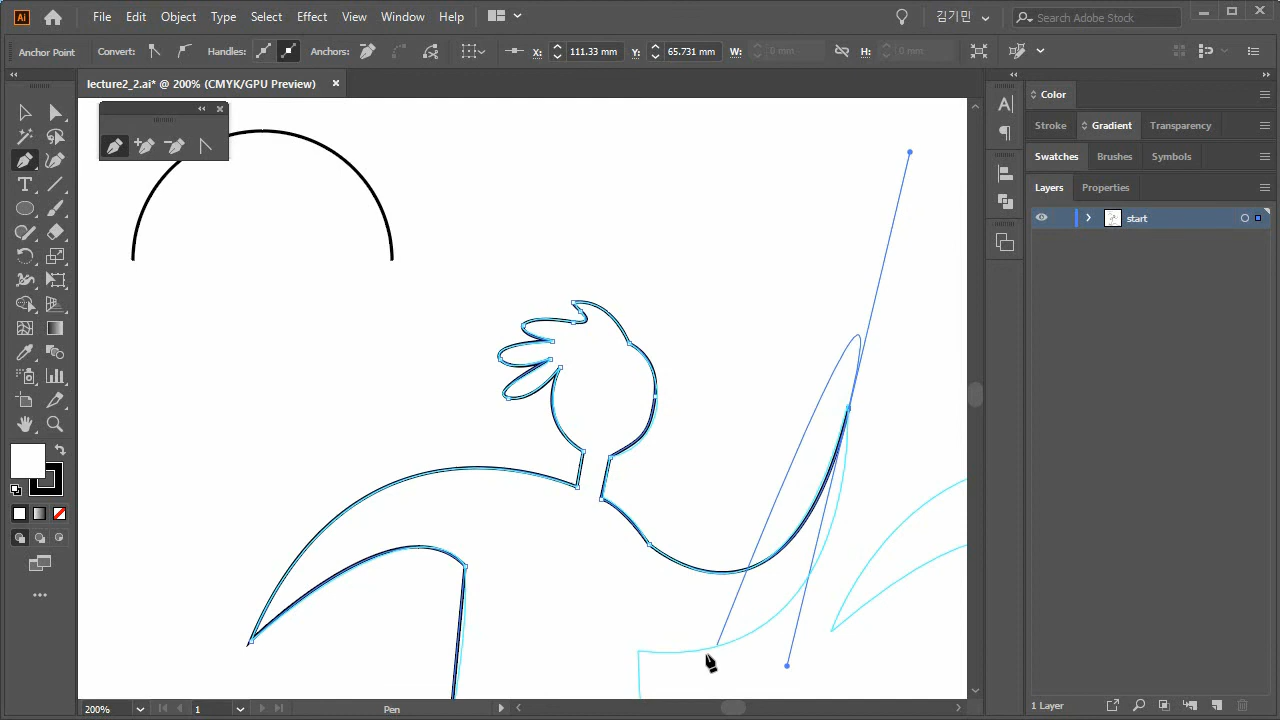 Ai File Edit Object Type Select Effect View Window Help 김기민 Search Adobe Stock
Anchor Point Convert: Handles: Anchors: X: 111.33 mm Y: 65.731 mm W: 0 mm H: 0 mm
lecture2_2.ai* @ 200% (CMYK/GPU Preview) ×
Color
Stroke Gradient Transparency
Swatches Brushes Symbols
Layers Properties
start
200% 1 Pen 1 Layer